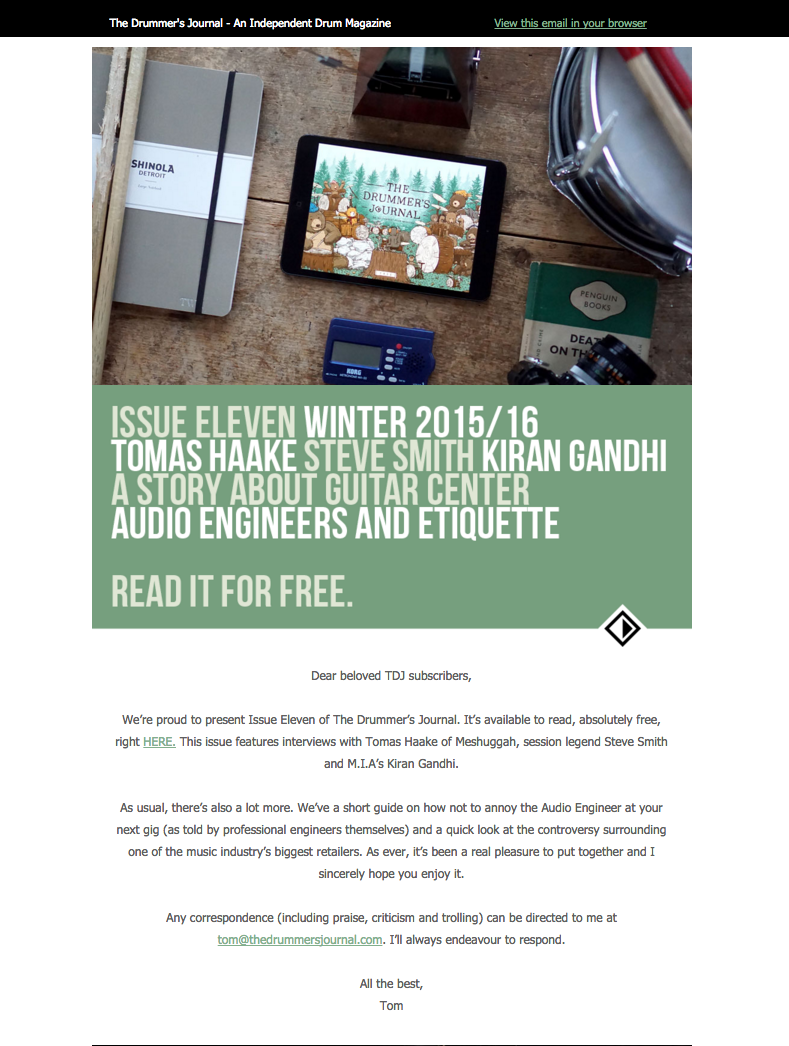 The Drummer's Journal - An Independent Drum Magazine
View this email in your browser
SHINOLA
DETROIT
THE
DRUMMER'S
JOURNAL
PENGUIN
BOOKS
KORG
ISSUE ELEVEN WINTER 2015/16
TOMAS HAAKE STEVE SMITH KIRAN GANDHI
A STORY ABOUT GUITAR CENTER
AUDIO ENGINEERS AND ETIQUETTE
READ IT FOR FREE.
Dear beloved TDJ subscribers,
We’re proud to present Issue Eleven of The Drummer’s Journal. It’s available to read, absolutely free,
right HERE. This issue features interviews with Tomas Haake of Meshuggah, session legend Steve Smith
and M.I.A’s Kiran Gandhi.
As usual, there’s also a lot more. We’ve a short guide on how not to annoy the Audio Engineer at your
next gig (as told by professional engineers themselves) and a quick look at the controversy surrounding
one of the music industry’s biggest retailers. As ever, it’s been a real pleasure to put together and I
sincerely hope you enjoy it.
Any correspondence (including praise, criticism and trolling) can be directed to me at
tom@thedrummersjournal.com. I’ll always endeavour to respond.
All the best,
Tom